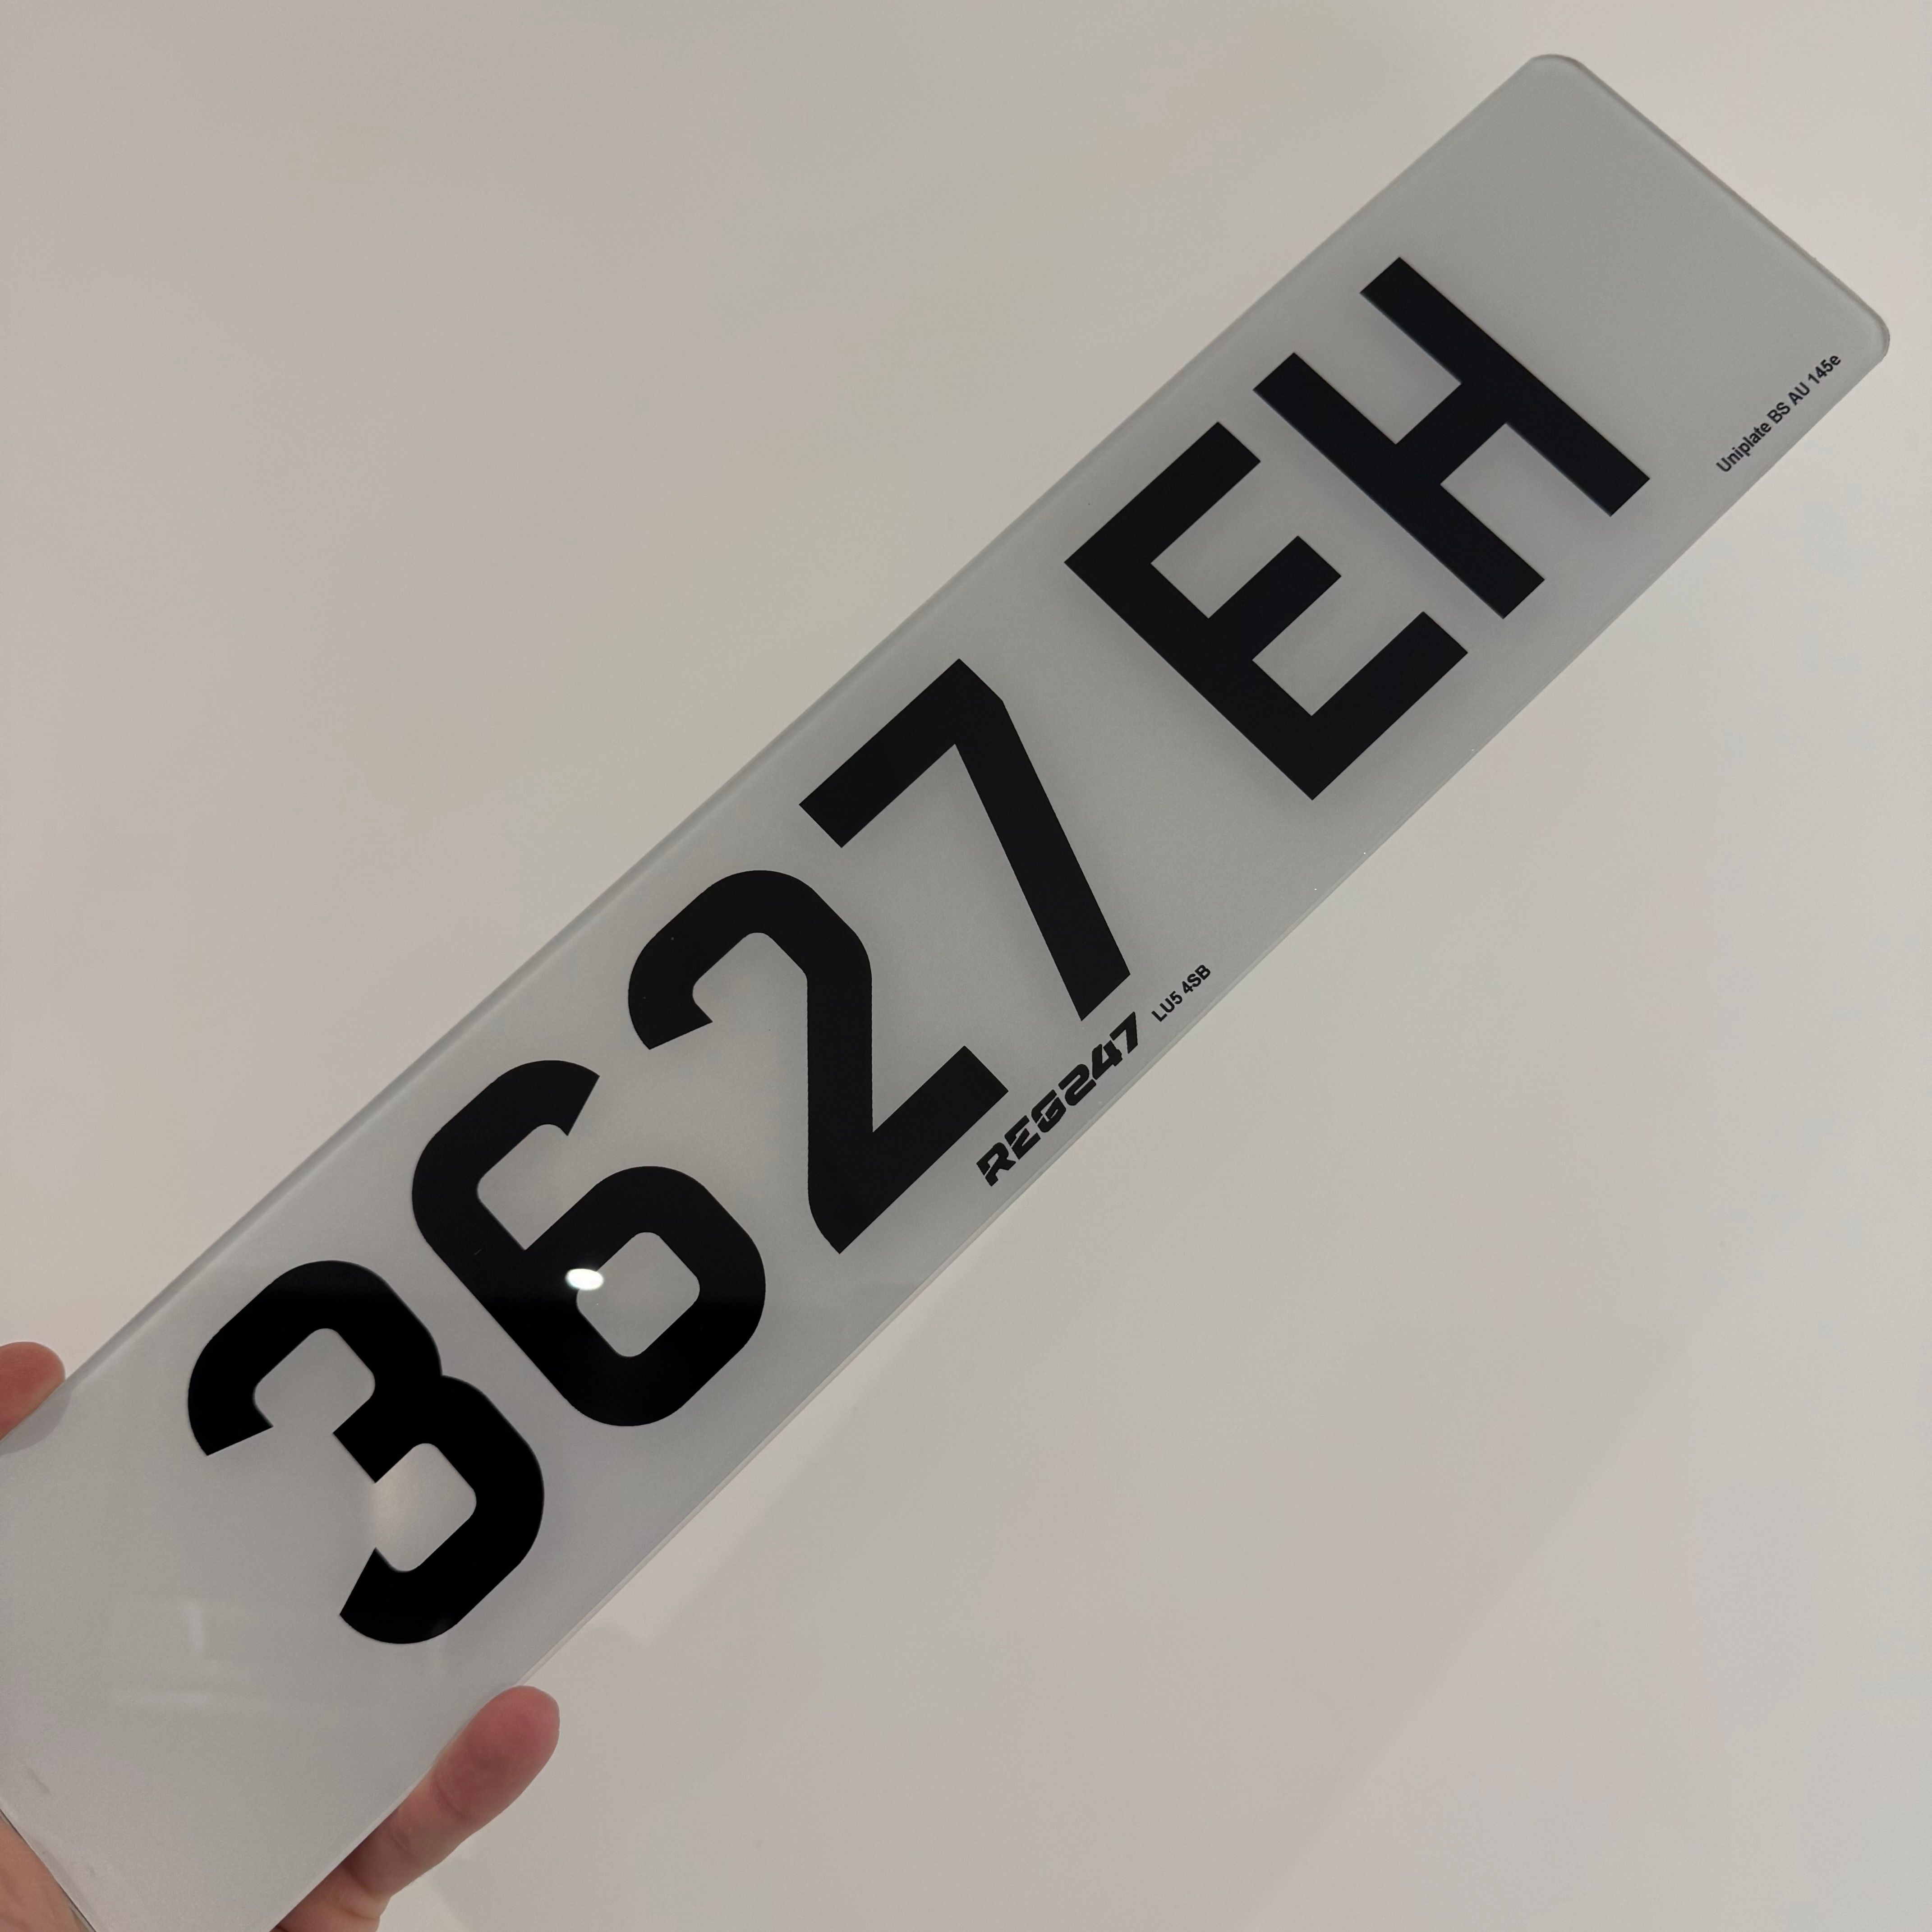 3627 EH
REG247 LU5 4SB
Uniplate BS AU 145e